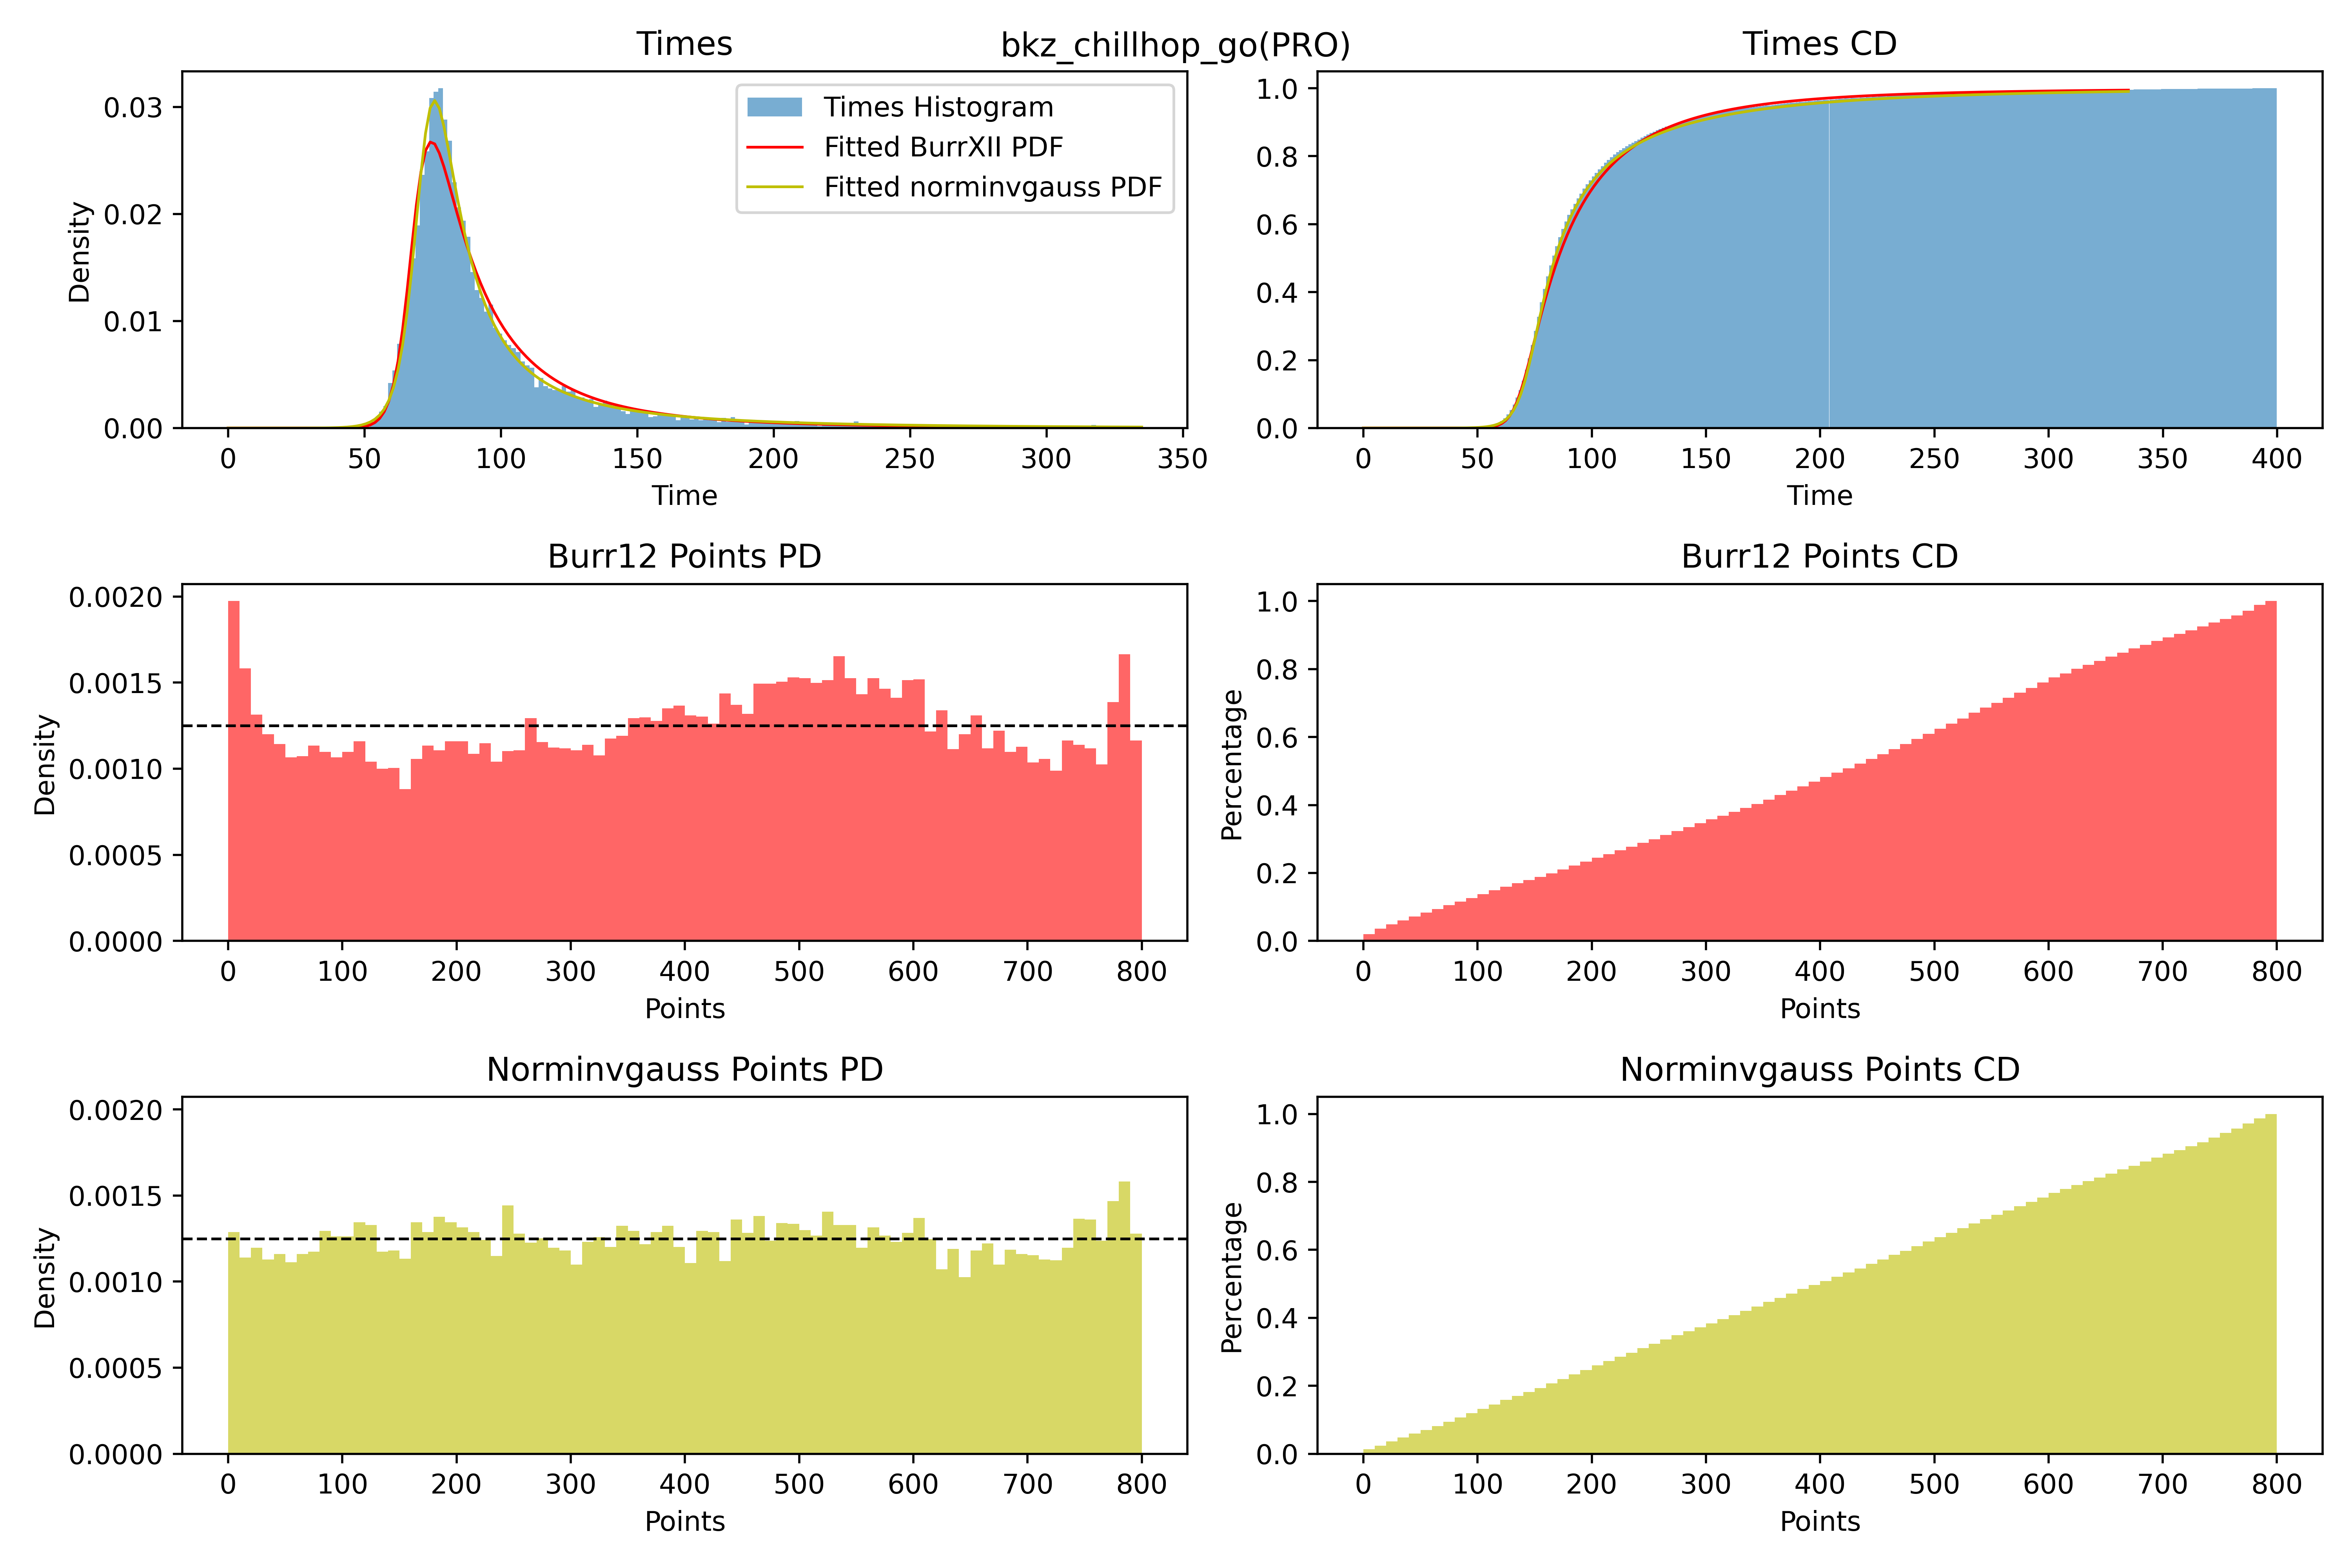 bkz_chillhop_go(PRO)
Times
Times Histogram
Fitted BurrXII PDF
Fitted norminvgauss PDF
Density
0.03
0.02
0.01
0.00
0 50 100 150 200 250 300 350
Time
Times CD
1.0
0.8
0.6
0.4
0.2
0.0
0 50 100 150 200 250 300 350 400
Time
Burr12 Points PD
Density
0.0020
0.0015
0.0010
0.0005
0.0000
0 100 200 300 400 500 600 700 800
Points
Burr12 Points CD
Percentage
1.0
0.8
0.6
0.4
0.2
0.0
0 100 200 300 400 500 600 700 800
Points
Norminvgauss Points PD
Density
0.0020
0.0015
0.0010
0.0005
0.0000
0 100 200 300 400 500 600 700 800
Points
Norminvgauss Points CD
Percentage
1.0
0.8
0.6
0.4
0.2
0.0
0 100 200 300 400 500 600 700 800
Points